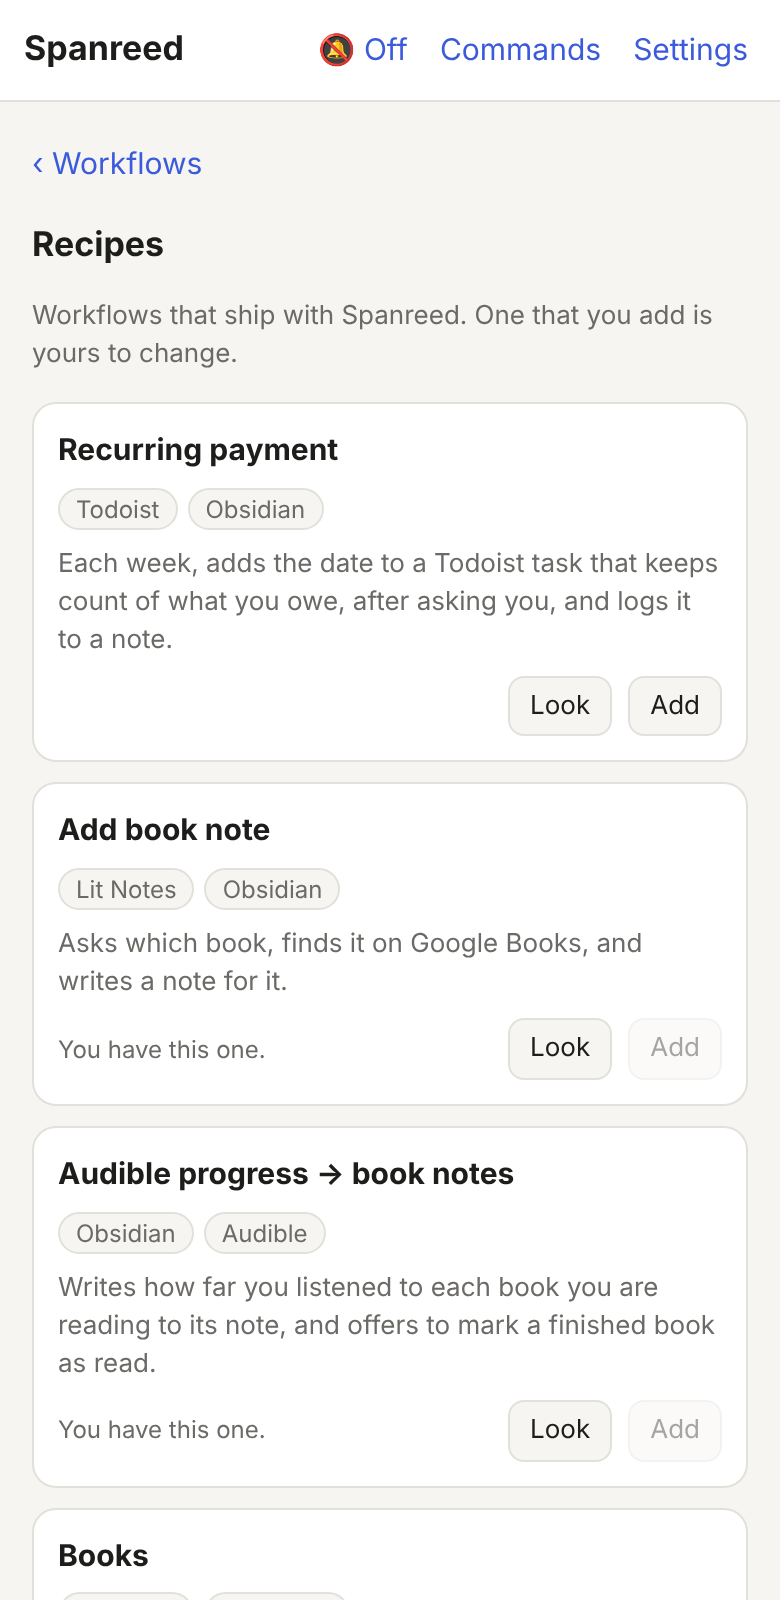 Spanreed
Off
Commands
Settings
‹ Workflows
Recipes
Workflows that ship with Spanreed. One that you add is
yours to change.
Recurring payment
Todoist
Obsidian
Each week, adds the date to a Todoist task that keeps
count of what you owe, after asking you, and logs it
to a note.
Look
Add
Add book note
Lit Notes
Obsidian
Asks which book, finds it on Google Books, and
writes a note for it.
You have this one.
Look
Add
Audible progress → book notes
Obsidian
Audible
Writes how far you listened to each book you are
reading to its note, and offers to mark a finished book
as read.
You have this one.
Look
Add
Books